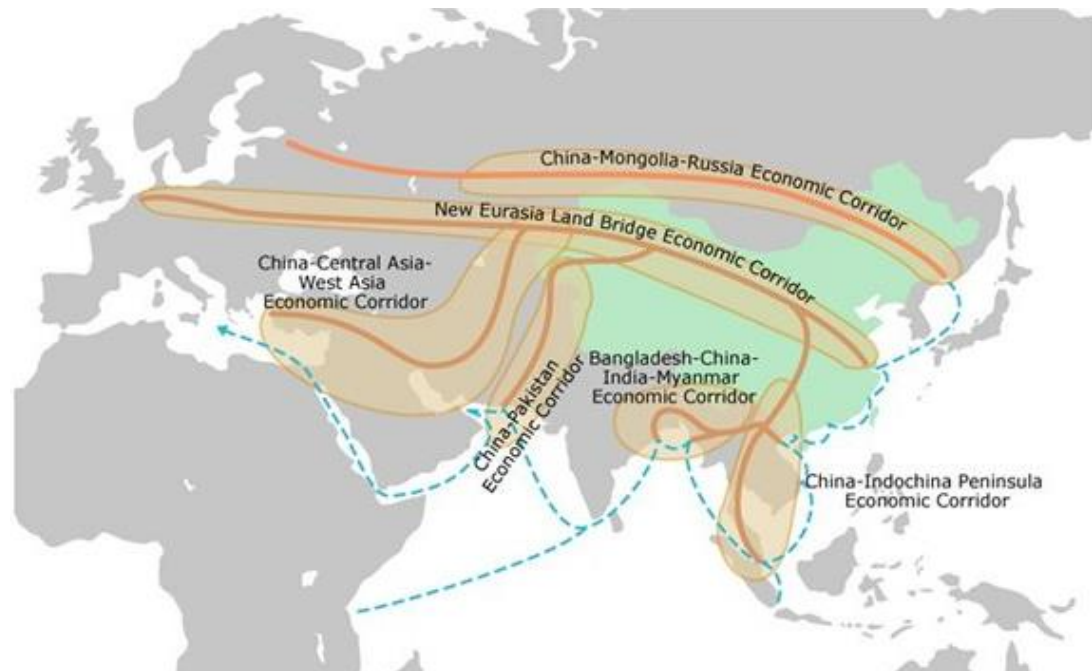 China-Mongolia-Russia Economic Corridor
New Eurasia Land Bridge Economic Corridor
China-Central Asia-
West Asia
Economic Corridor
China-Pakistan
Economic Corridor
Bangladesh-China-
India-Myanmar
Economic Corridor
China-Indochina Peninsula
Economic Corridor